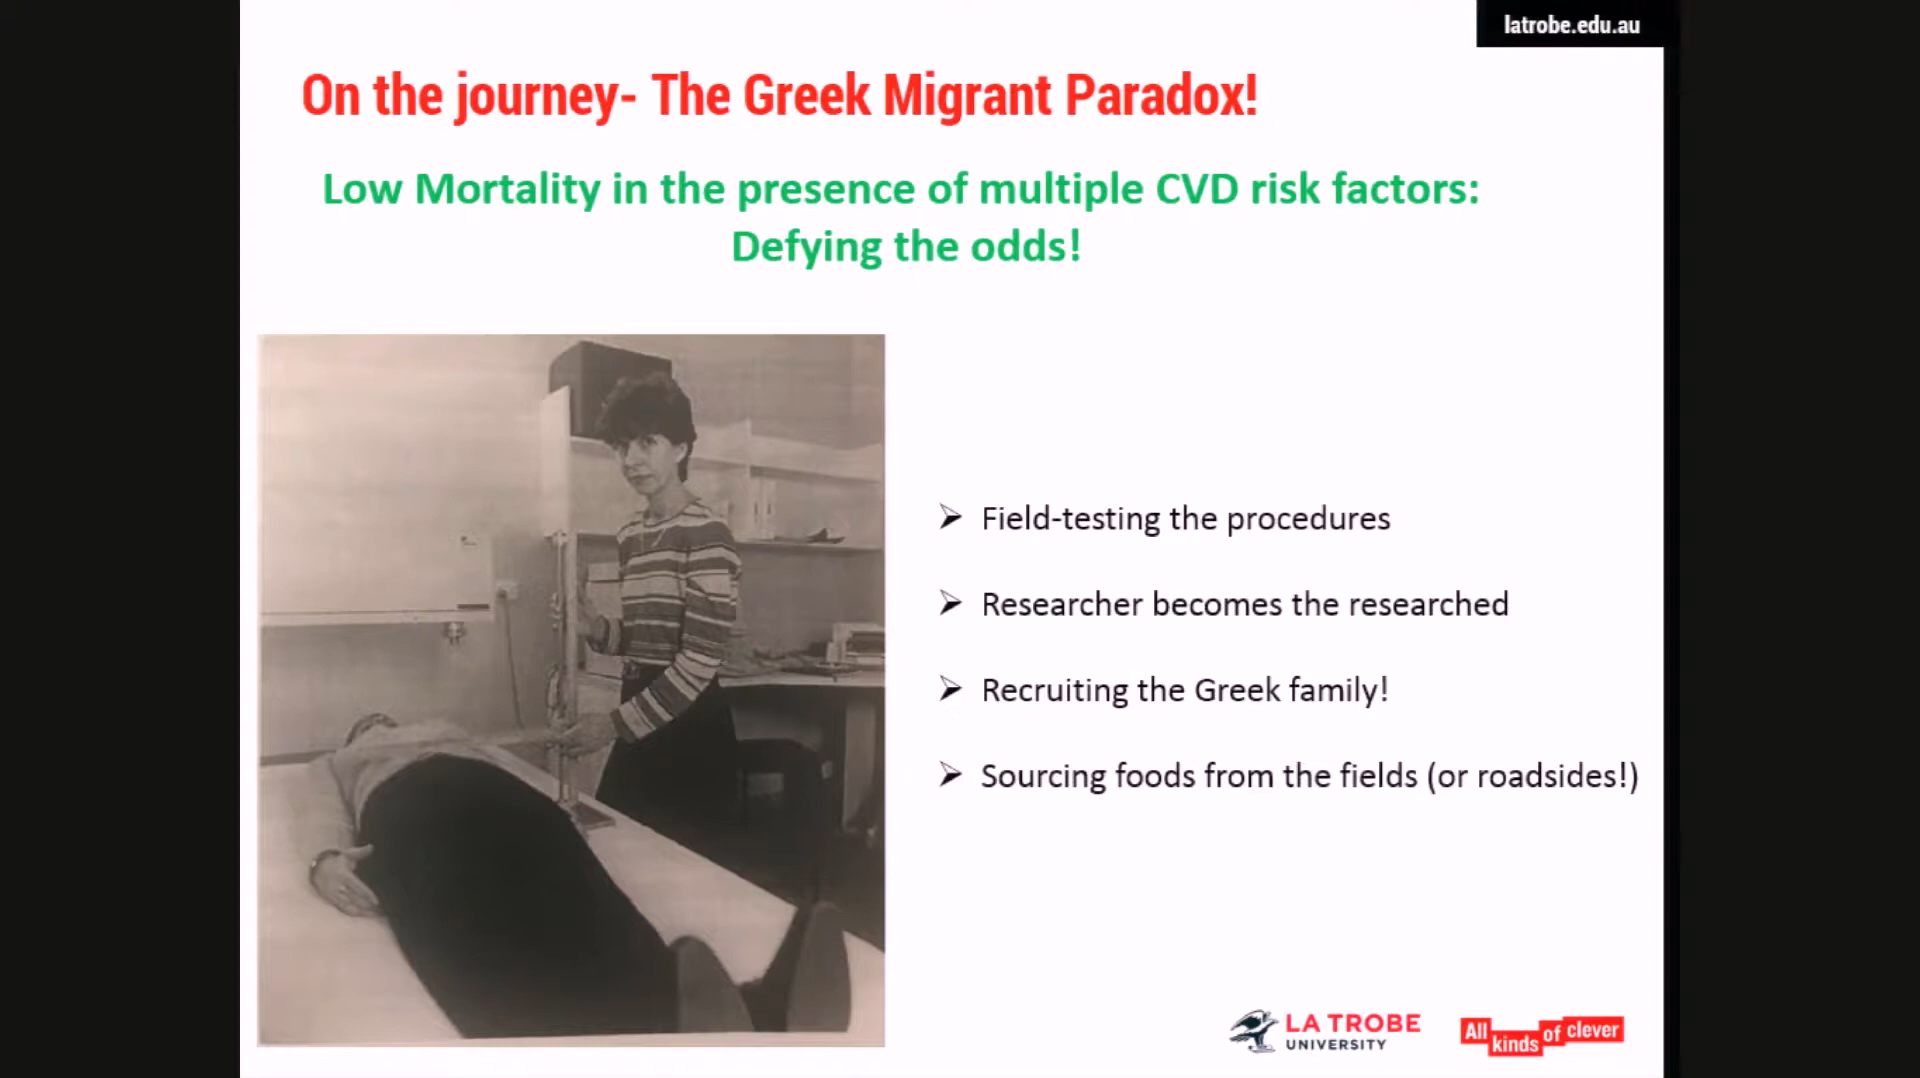 latrobe.edu.au
On the journey- The Greek Migrant Paradox!
Low Mortality in the presence of multiple CVD risk factors:
Defying the odds!
➢ Field-testing the procedures
➢ Researcher becomes the researched
➢ Recruiting the Greek family!
➢ Sourcing foods from the fields (or roadsides!)
LA TROBE
UNIVERSITY
All kinds of clever